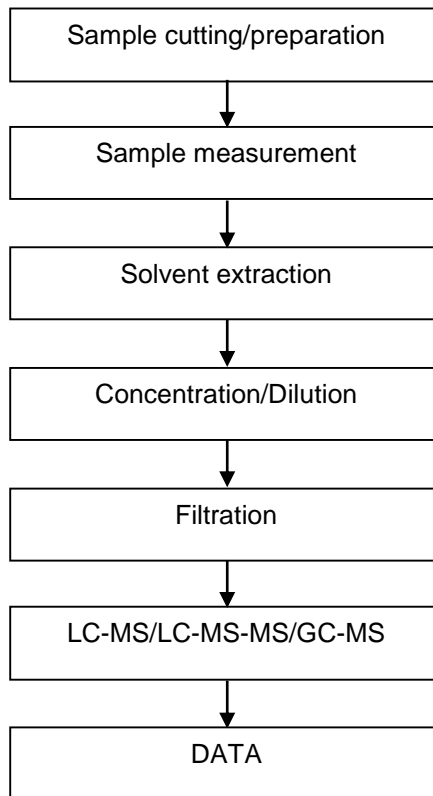 Sample cutting/preparation
Sample measurement
Solvent extraction
Concentration/Dilution
Filtration
LC-MS/LC-MS-MS/GC-MS
DATA